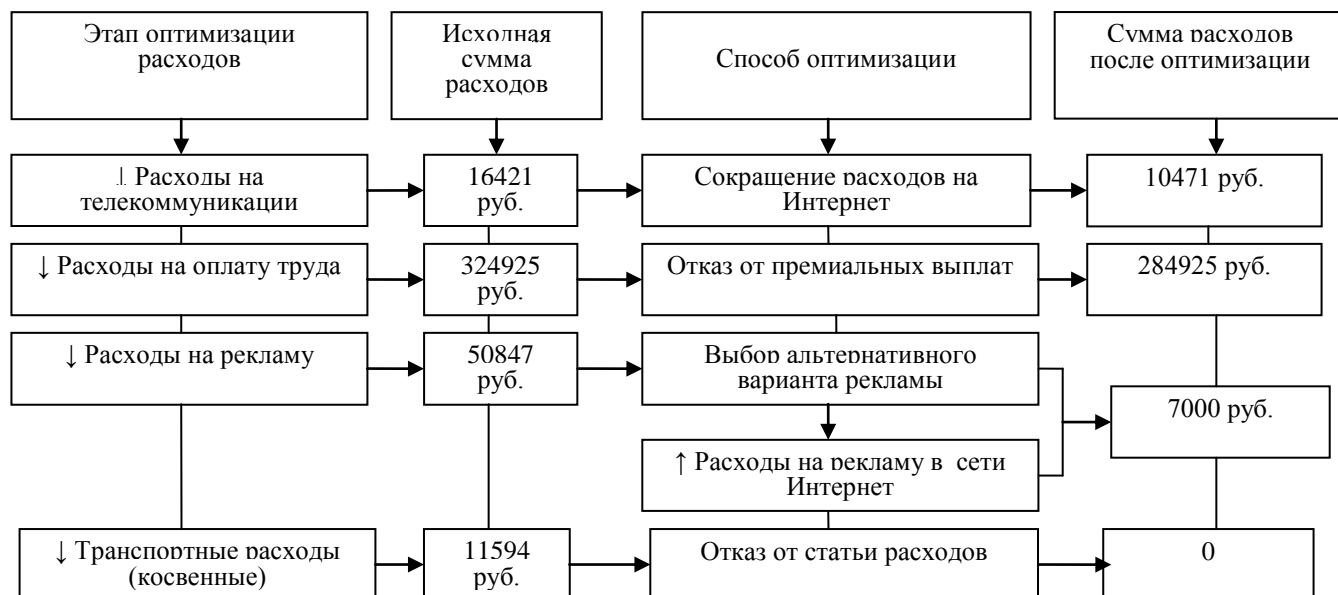 Этап оптимизации
расходов
Исходная
сумма
расходов
Способ оптимизации
Сумма расходов
после оптимизации
↓ Расходы на
телекоммуникации
16421
руб.
Сокращение расходов на
Интернет
10471 руб.
↓ Расходы на оплату труда
324925
руб.
Отказ от премиальных выплат
284925 руб.
↓ Расходы на рекламу
50847
руб.
Выбор альтернативного
варианта рекламы
7000 руб.
↑ Расходы на рекламу в сети
Интернет
↓ Транспортные расходы
(косвенные)
11594
руб.
Отказ от статьи расходов
0